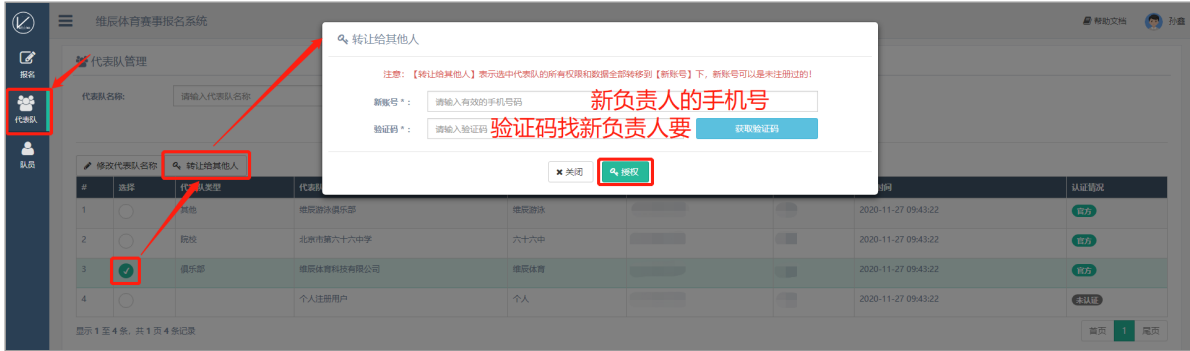 维辰体育赛事报名系统
帮助文档
孙鑫
报名
代表队
队员
代表队管理
代表队名称:
请输入代表队名称
转让给其他人
注意：【转让给其他人】表示选中代表队的所有权限和数据全部转移到【新账号】下，新账号可以是未注册过的!
新账号 * :
请输入有效的手机号码
新负责人的手机号
验证码 * :
请输入验证码
验证码找新负责人要
获取验证码
关闭
授权
修改代表队名称
转让给其他人
# 选择 代表队类型 认证情况
1 其他 维辰游泳俱乐部 维辰游泳 2020-11-27 09:43:22 官方
2 院校 北京市第六十六中学 六十六中 2020-11-27 09:43:22 官方
3 俱乐部 维辰体育科技有限公司 维辰体育 2020-11-27 09:43:22 官方
4 个人注册用户 个人 2020-11-27 09:43:22 未认证
显示 1 至 4 条, 共 1 页 4 条记录
首页 1 尾页